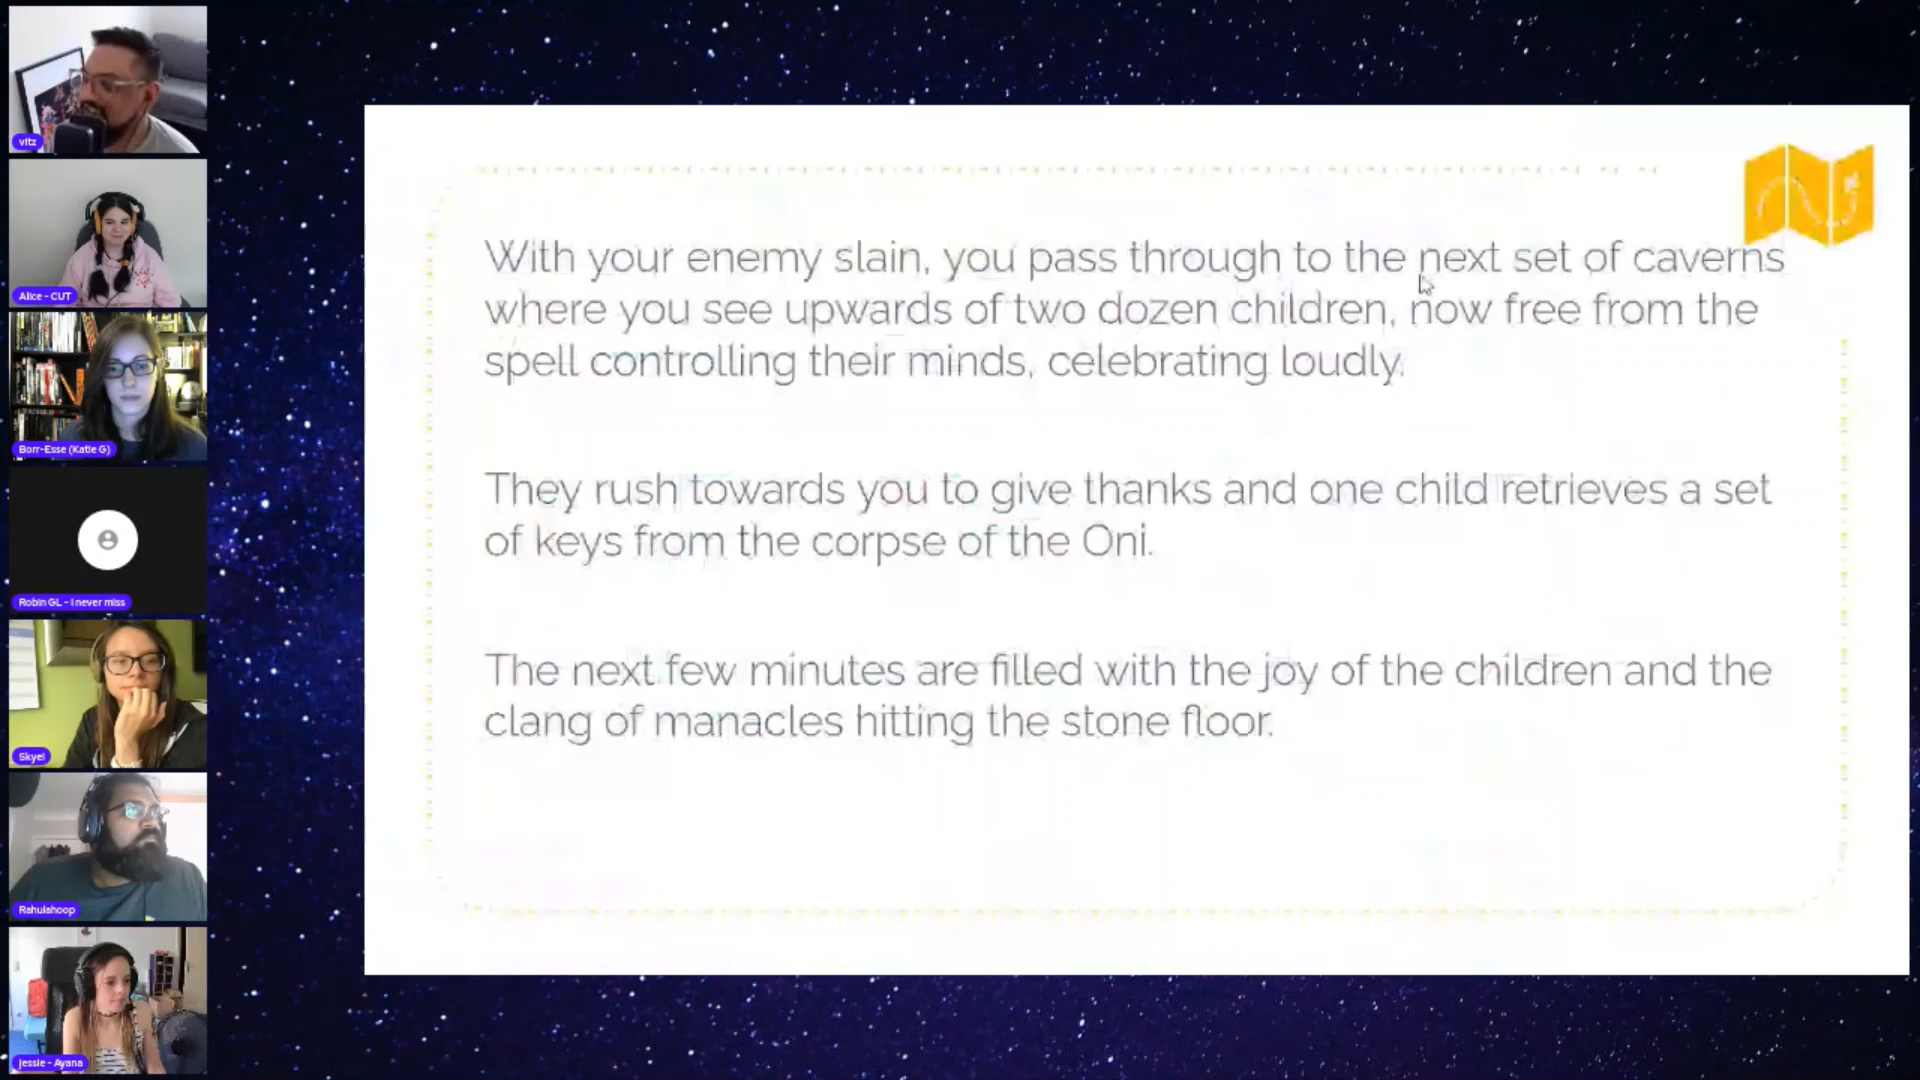 vitz
Alice - CUT
Borr-Esse (Katie G)
Robin GL - I never miss
Skyel
Rahulahoop
Jessie - Ayana
With your enemy slain, you pass through to the next set of caverns
where you see upwards of two dozen children, now free from the
spell controlling their minds, celebrating loudly.
They rush towards you to give thanks and one child retrieves a set
of keys from the corpse of the Oni.
The next few minutes are filled with the joy of the children and the
clang of manacles hitting the stone floor.